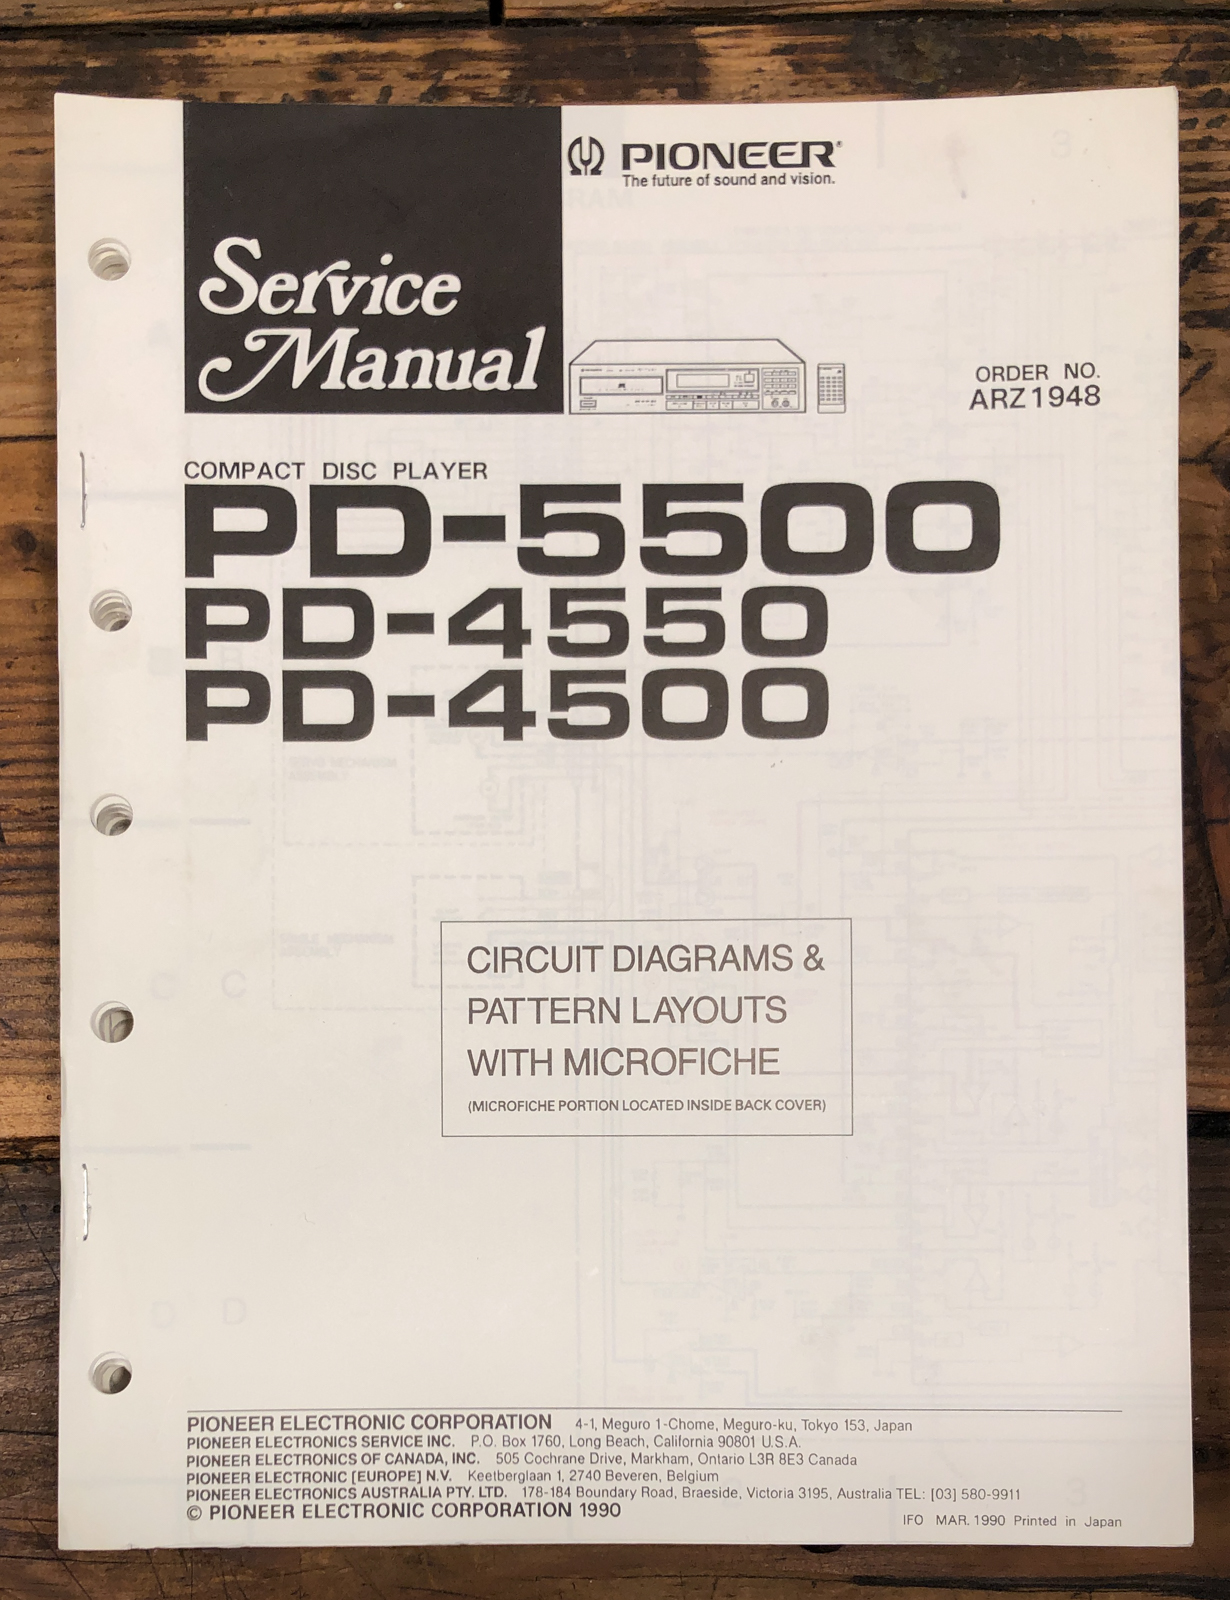 PIONEER®
The future of sound and vision.
Service
Manual
ORDER NO.
ARZ1948
COMPACT DISC PLAYER
PD-5500
PD-4550
PD-4500
CIRCUIT DIAGRAMS &
PATTERN LAYOUTS
WITH MICROFICHE
(MICROFICHE PORTION LOCATED INSIDE BACK COVER)
PIONEER ELECTRONIC CORPORATION 4-1, Meguro 1-Chome, Meguro-ku, Tokyo 153, Japan
PIONEER ELECTRONICS SERVICE INC. P.O. Box 1760, Long Beach, California 90801 U.S.A.
PIONEER ELECTRONICS OF CANADA, INC. 505 Cochrane Drive, Markham, Ontario L3R 8E3 Canada
PIONEER ELECTRONIC [EUROPE] N.V. Keetberglaan 1, 2740 Beveren, Belgium
PIONEER ELECTRONICS AUSTRALIA PTY. LTD. 178-184 Boundary Road, Braeside, Victoria 3195, Australia TEL: [03] 580-9911
© PIONEER ELECTRONIC CORPORATION 1990
IFO MAR. 1990 Printed in Japan